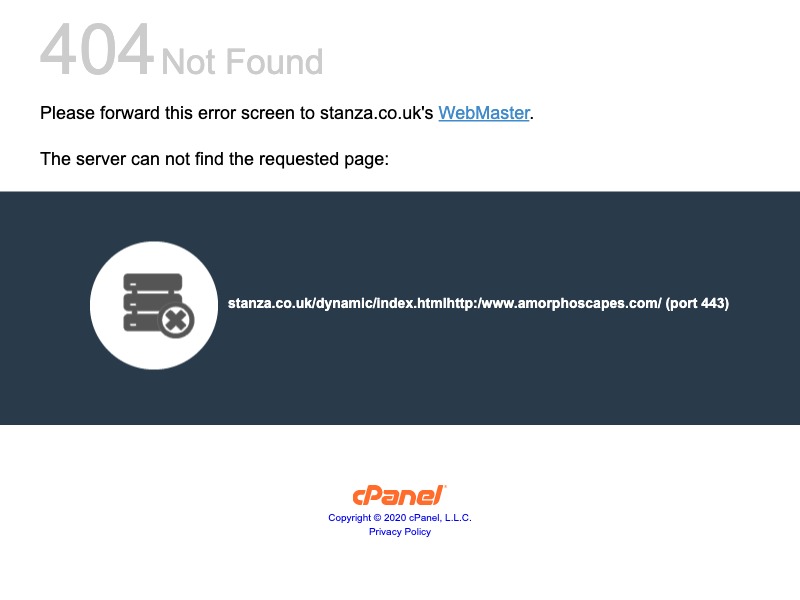 404 Not Found
Please forward this error screen to stanza.co.uk's WebMaster.
The server can not find the requested page:
stanza.co.uk/dynamic/index.htmlhttp:/www.amorphoscapes.com/ (port 443)
cPanel®
Copyright © 2020 cPanel, L.L.C.
Privacy Policy